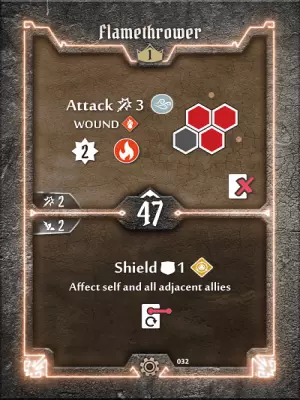 Flamethrower
1
Attack 3
WOUND
2
2
47
2
Shield 1
Affect self and all adjacent allies
032